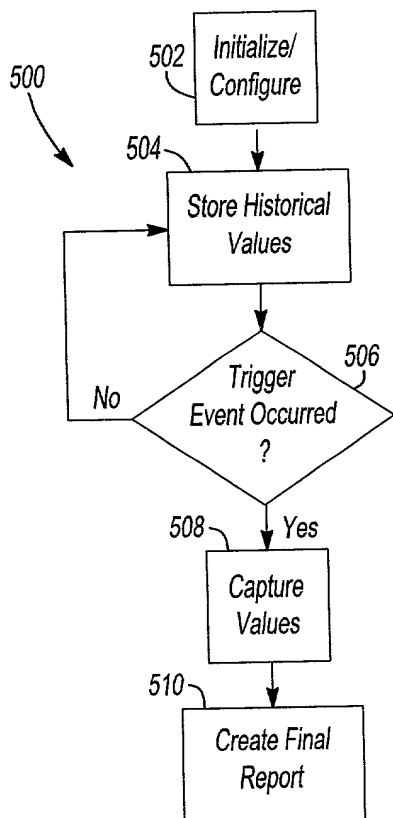 500
502
Initialize/
Configure
504
Store Historical
Values
506
Trigger
Event Occurred
?
No
Yes
508
Capture
Values
510
Create Final
Report